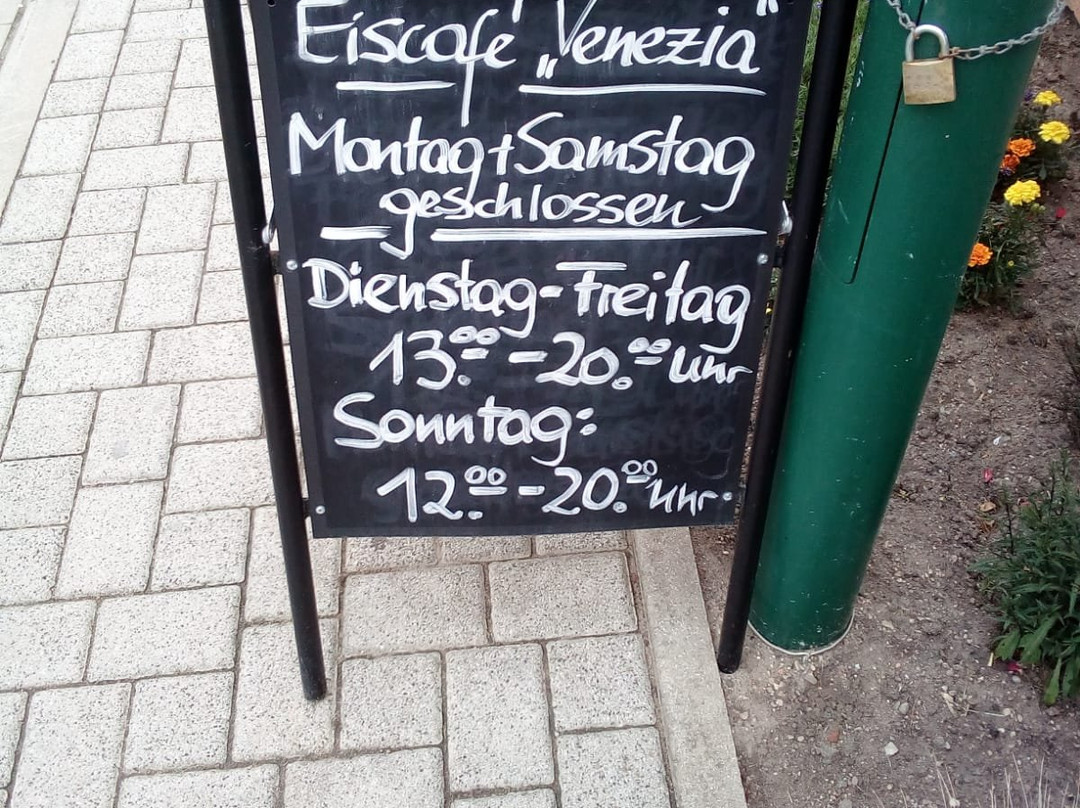 Eiscafe „Venezia“
Montag + Samstag
geschlossen
Dienstag - Freitag
13.00 - 20.00 uhr
Sonntag:
12.00 - 20.00 uhr